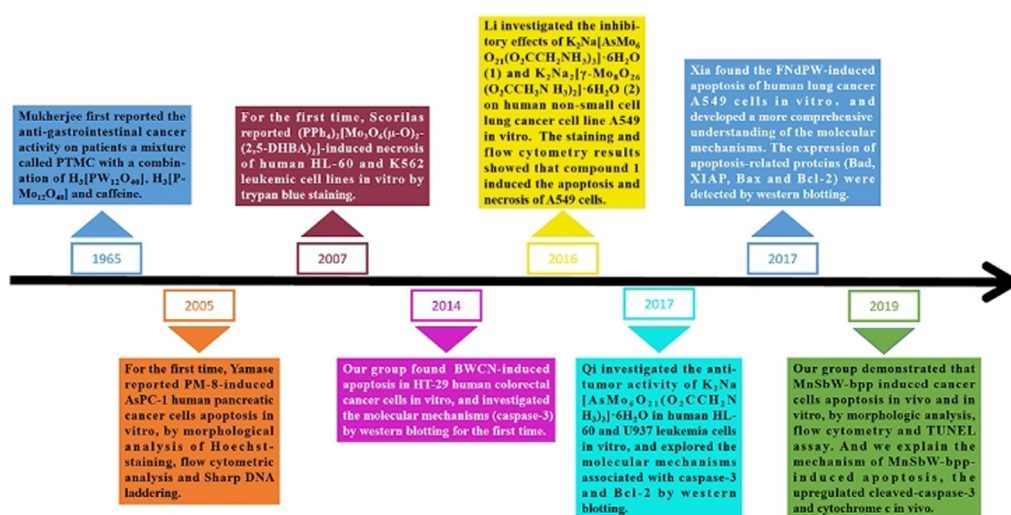 Mukherjee first reported the
anti-gastrointestinal cancer
activity on patients a mixture
called PTMC with a combin-
ation of H₃[PW₁₂O₄₀], H₃[P-
Mo₁₂O₄₀] and caffeine.
1965
For the first time, Yamase
reported PM-8-induced
AsPC-1 human pancreatic
cancer cells apoptosis in
vitro, by morphological
analysis of Hoechst-
staining, flow cytometric
analysis and Sharp DNA
laddering.
2005
For the first time, Scorilas
reported (PPh₄)₂[Mo₃O₆(μ-O)₂-
(2,5-DHBA)₂]-induced necrosis
of human HL-60 and K562
leukemic cell lines in vitro by
trypan blue staining.
2007
Our group found BWCN-induced
apoptosis in HT-29 human colorectal
cancer cells in vitro, and investigated
the molecular mechanisms (caspase-3)
by western blotting for the first time.
2014
Li investigated the inhibi-
tory effects of K₂Na[AsMo₆
O₂₁(O₂CCH₂NH₃)₃]·6H₂O
(1) and K₂Na₂[γ-Mo₈O₂₆
(O₂CCH₂N H₃)₂]·6H₂O (2)
on human non-small cell
lung cancer cell line A549
in vitro. The staining and
flow cytometry results
showed that compound 1
induced the apoptosis and
necrosis of A549 cells.
2016
Qi investigated the anti-
tumor activity of K₂Na
[AsMo₆O₂₁(O₂CCH₂N
H₃)₃]·6H₂O in human HL-
60 and U937 leukemia cells
in vitro, and explored the
molecular mechanisms
associated with caspase-3
and Bcl-2 by western
blotting.
2017
Xia found the FNdPW-induced
apoptosis of human lung cancer
A549 cells in vitro, and
developed a more comprehensive
understanding of the molecular
mechanisms. The expression of
apoptosis-related proteins (Bad,
XIAP, Bax and Bcl-2) were
detected by western blotting.
2017
Our group demonstrated that
MnSbW-bpp induced cancer
cells apoptosis in vivo and in
vitro, by morphologic analysis,
flow cytometry and TUNEL
assay. And we explain the
mechanism of MnSbW-bpp-
induced apoptosis, the
upregulated cleaved-caspase-3
and cytochrome c in vivo.
2019